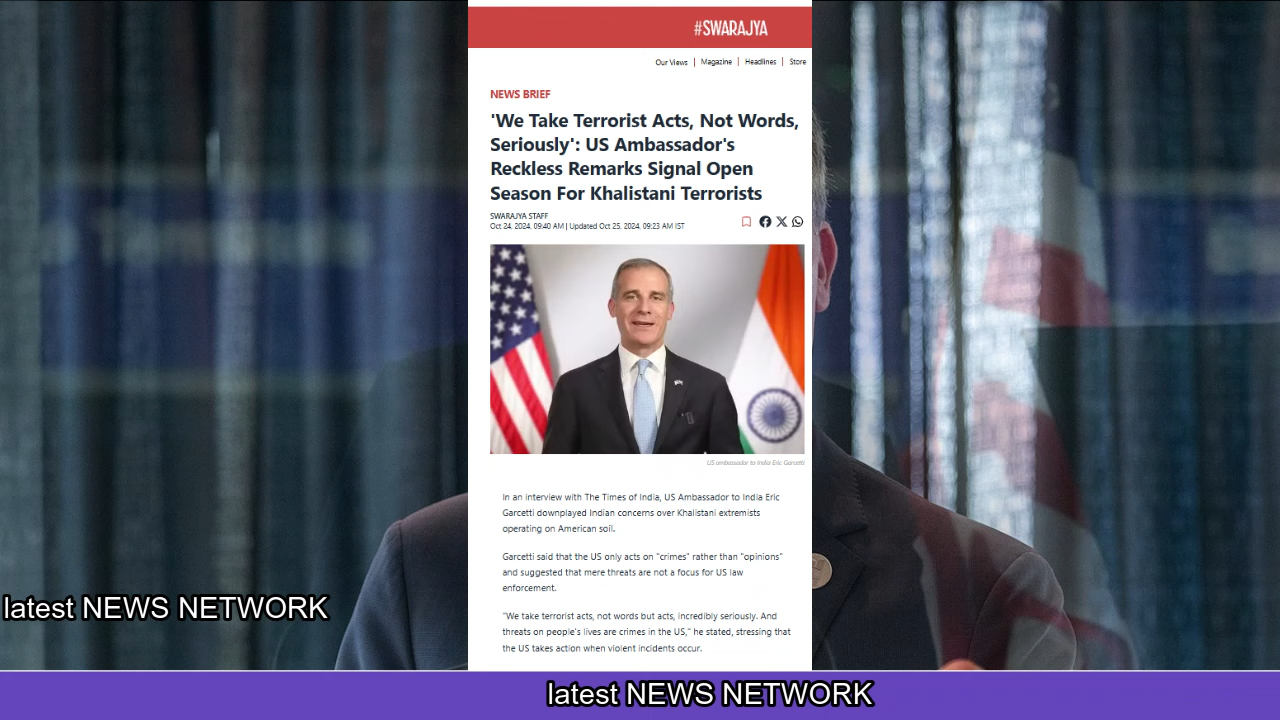 #SWARAJYA
Our Views | Magazine | Headlines | Store
NEWS BRIEF
'We Take Terrorist Acts, Not Words,
Seriously': US Ambassador's
Reckless Remarks Signal Open
Season For Khalistani Terrorists
SWARAJYA STAFF
Oct 24, 2024, 09:40 AM | Updated Oct 25, 2024, 09:23 AM IST
US ambassador to India Eric Garcetti
In an interview with The Times of India, US Ambassador to India Eric
Garcetti downplayed Indian concerns over Khalistani extremists
operating on American soil.
Garcetti said that the US only acts on "crimes" rather than "opinions"
and suggested that mere threats are not a focus for US law
enforcement.
"We take terrorist acts, not words but acts, incredibly seriously. And
threats on people's lives are crimes in the US," he stated, stressing that
the US takes action when violent incidents occur.
latest NEWS NETWORK
latest NEWS NETWORK